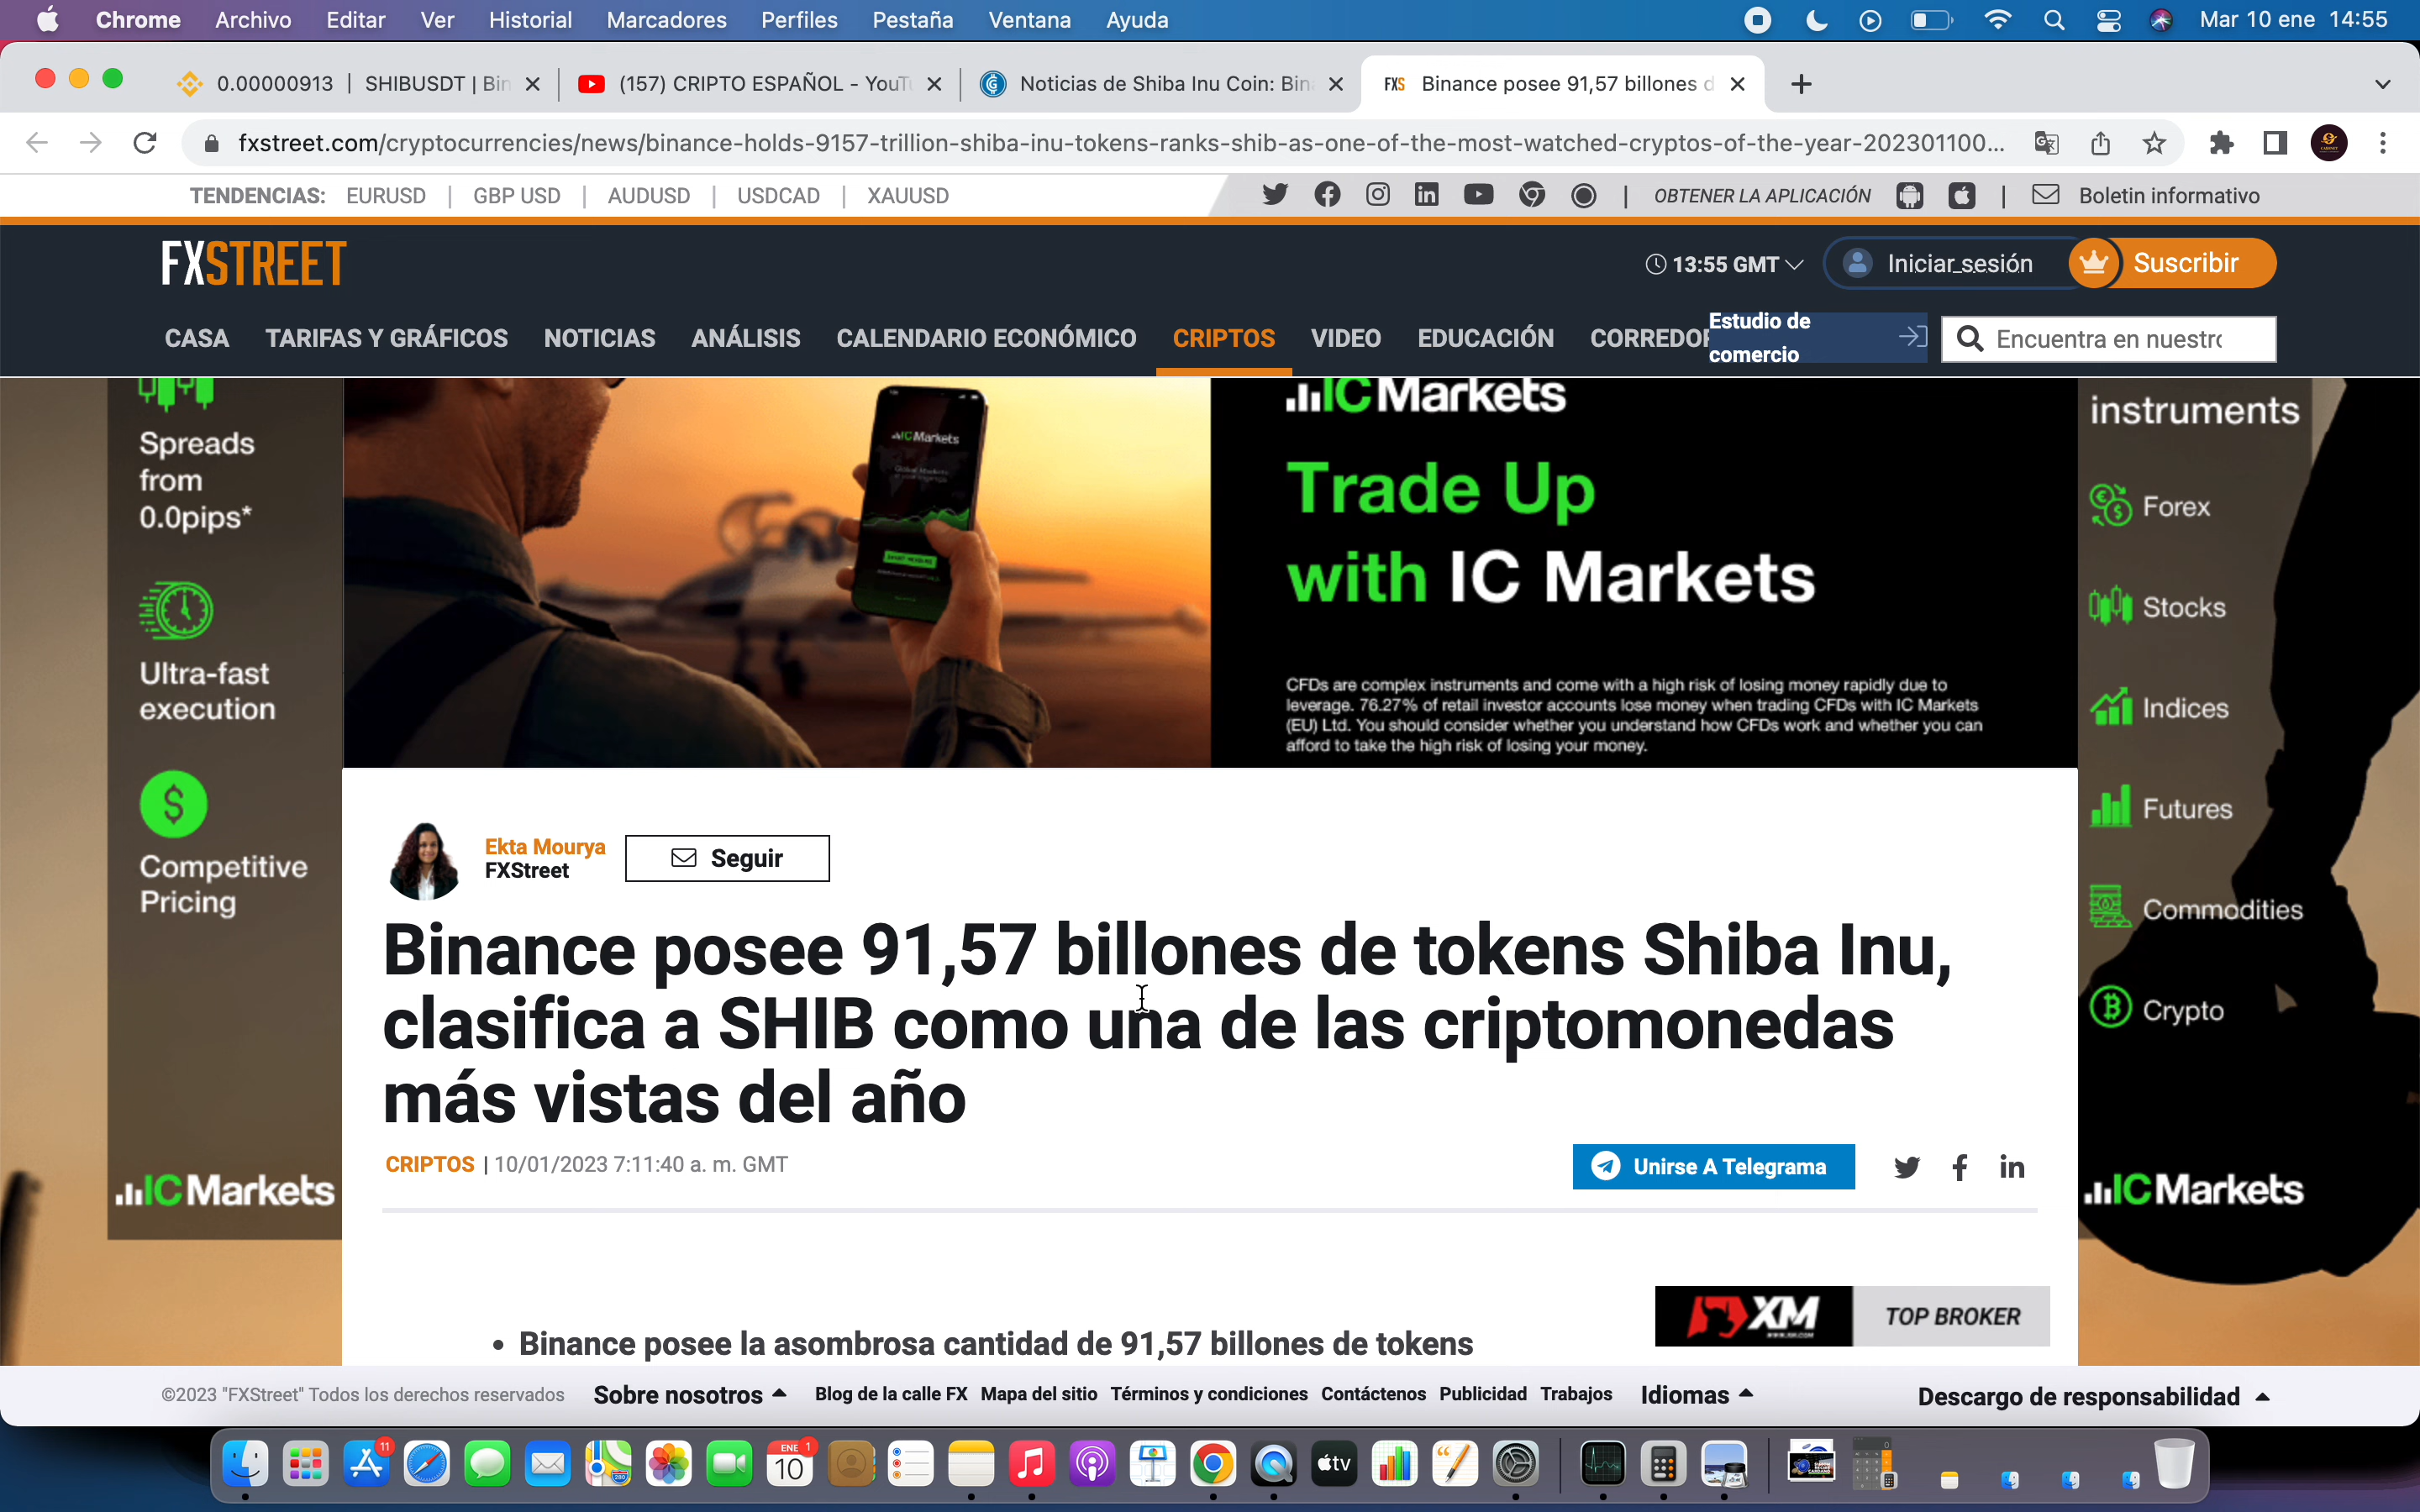 Chrome Archivo Editar Ver Historial Marcadores Perfiles Pestaña Ventana Ayuda
Mar 10 ene 14:55
0.00000913 | SHIBUSDT | Bin
(157) CRIPTO ESPAÑOL - YouTu
Noticias de Shiba Inu Coin: Bin
FXS Binance posee 91,57 billones d
fxstreet.com/cryptocurrencies/news/binance-holds-9157-trillion-shiba-inu-tokens-ranks-shib-as-one-of-the-most-watched-cryptos-of-the-year-202301100...
TENDENCIAS: EURUSD | GBP USD | AUDUSD | USDCAD | XAUUSD
| OBTENER LA APLICACIÓN | Boletin informativo
FXSTREET
13:55 GMT
Iniciar sesión
Suscribir
CASA TARIFAS Y GRÁFICOS NOTICIAS ANÁLISIS CALENDARIO ECONÓMICO CRIPTOS VIDEO EDUCACIÓN CORREDOR
Estudio de
comercio
Encuentra en nuestro
Spreads
from
0.0pips*
Ultra-fast
execution
Competitive
Pricing
IC Markets
ICMarkets
IC Markets
Trade Up
with IC Markets
CFDs are complex instruments and come with a high risk of losing money rapidly due to
leverage. 76.27% of retail investor accounts lose money when trading CFDs with IC Markets
(EU) Ltd. You should consider whether you understand how CFDs work and whether you can
afford to take the high risk of losing your money.
instruments
Forex
Stocks
Indices
Futures
Commodities
Crypto
IC Markets
Ekta Mourya
FXStreet
Seguir
Binance posee 91,57 billones de tokens Shiba Inu,
clasifica a SHIB como una de las criptomonedas
más vistas del año
CRIPTOS | 10/01/2023 7:11:40 a. m. GMT
Unirse A Telegrama
XM
WWW.XM.COM
TOP BROKER
• Binance posee la asombrosa cantidad de 91,57 billones de tokens
©2023 "FXStreet" Todos los derechos reservados
Sobre nosotros
Blog de la calle FX Mapa del sitio Términos y condiciones Contáctenos Publicidad Trabajos
Idiomas
Descargo de responsabilidad
11
ENE
10
1
tv